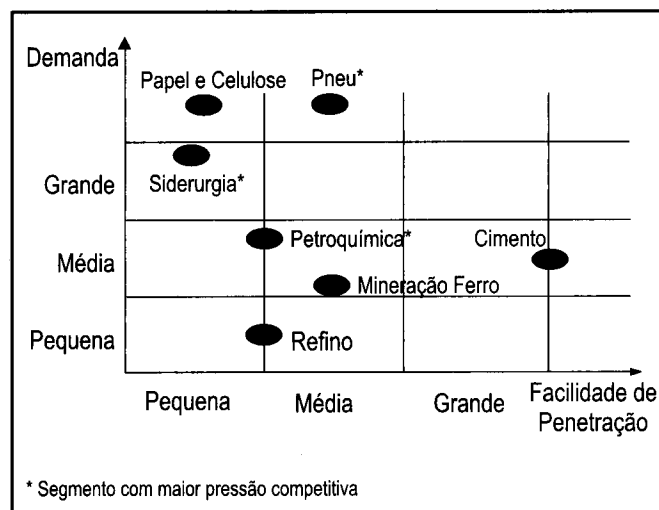 Demanda
Papel e Celulose
Pneu*
Grande
Siderurgia*
Petroquímica*
Cimento
Média
Mineração Ferro
Pequena
Refino
Pequena
Média
Grande
Facilidade de
Penetração
* Segmento com maior pressão competitiva